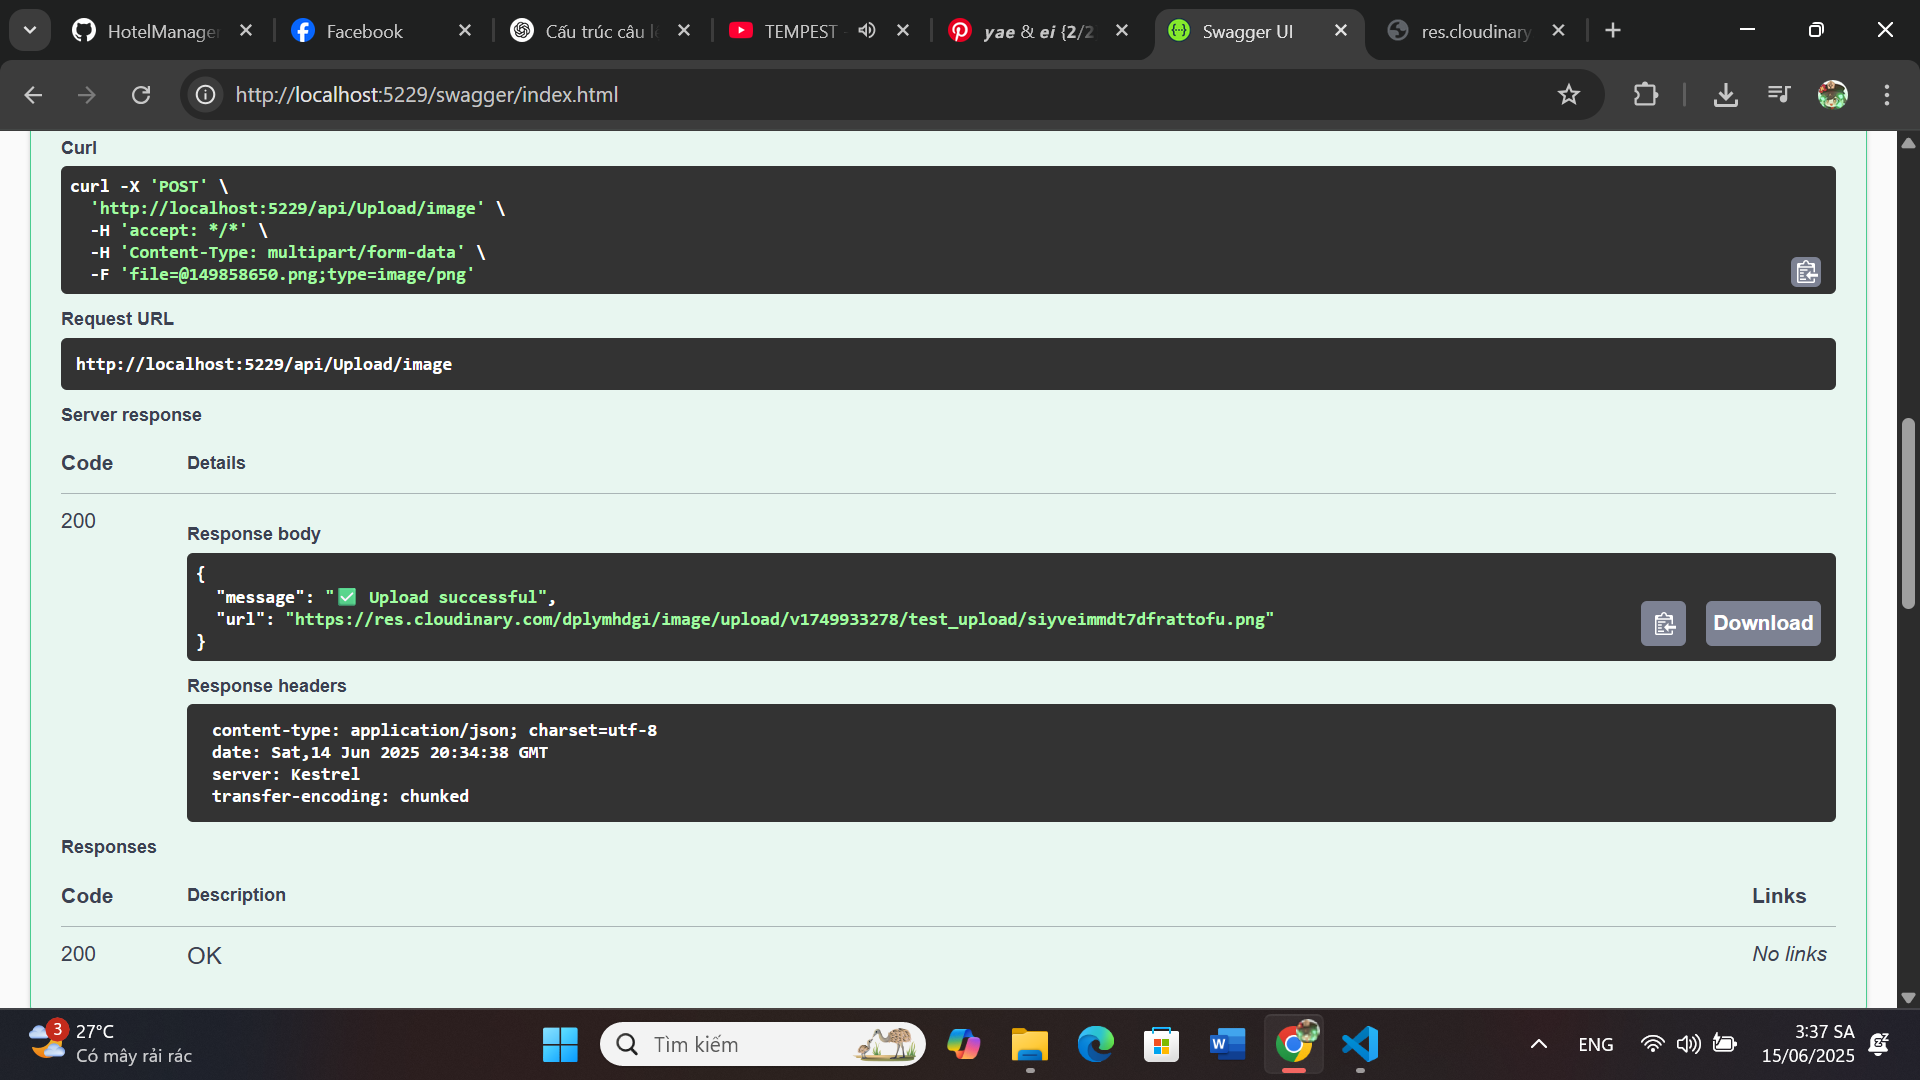 HotelManager
Facebook
Cấu trúc câu lệ
TEMPEST
yae & ei {2/2
Swagger UI
res.cloudinary
http://localhost:5229/swagger/index.html
Curl
curl -X 'POST' \
'http://localhost:5229/api/Upload/image' \
-H 'accept: */*' \
-H 'Content-Type: multipart/form-data' \
-F 'file=@149858650.png;type=image/png'
Request URL
http://localhost:5229/api/Upload/image
Server response
Code Details
200
Response body
{
"message": "✅ Upload successful",
"url": "https://res.cloudinary.com/dplymhdgi/image/upload/v1749933278/test_upload/siyveimmdt7dfrattofu.png"
}
Download
Response headers
content-type: application/json; charset=utf-8
date: Sat,14 Jun 2025 20:34:38 GMT
server: Kestrel
transfer-encoding: chunked
Responses
Code Description Links
200 OK No links
3
27°C
Có mây rải rác
Tìm kiếm
W
ENG
3:37 SA
15/06/2025